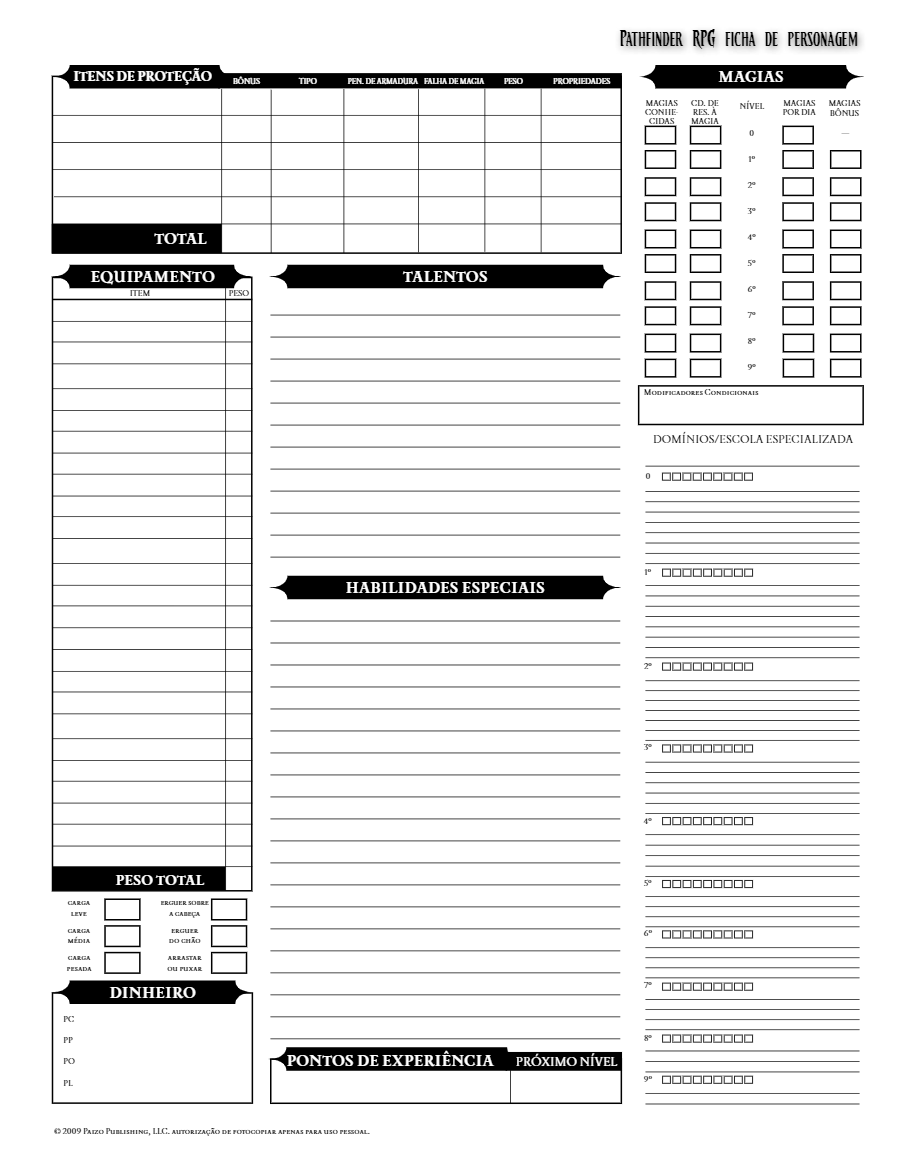 PATHFINDER RPG FICHA DE PERSONAGEM
ITENS DE PROTEÇÃO BÔNUS TIPO PEN. DE ARMADURA FALHA DE MAGIA PESO PROPRIEDADES
TOTAL
EQUIPAMENTO
ITEM PESO
PESO TOTAL
CARGA LEVE
ERGUER SOBRE A CABEÇA
CARGA MÉDIA
ERGUER DO CHÃO
CARGA PESADA
ARRASTAR OU PUXAR
DINHEIRO
PC
PP
PO
PL
TALENTOS
HABILIDADES ESPECIAIS
PONTOS DE EXPERIÊNCIA PRÓXIMO NÍVEL
MAGIAS
MAGIAS CONHE-CIDAS
CD. DE RES. À MAGIA
NÍVEL
MAGIAS POR DIA
MAGIAS BÔNUS
0 —
1º
2º
3º
4º
5º
6º
7º
8º
9º
MODIFICADORES CONDICIONAIS
DOMÍNIOS/ESCOLA ESPECIALIZADA
0
1º
2º
3º
4º
5º
6º
7º
8º
9º
© 2009 PAIZO PUBLISHING, LLC. AUTORIZAÇÃO DE FOTOCOPIAR APENAS PARA USO PESSOAL.